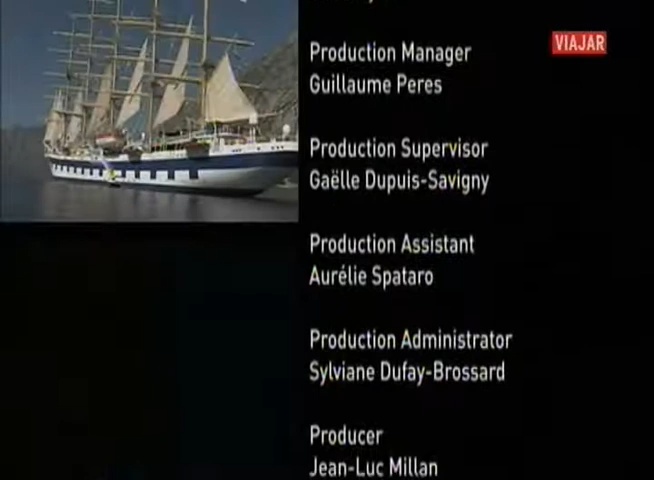 VIAJAR
Production Manager
Guillaume Peres
Production Supervisor
Gaëlle Dupuis-Savigny
Production Assistant
Aurélie Spataro
Production Administrator
Sylviane Dufay-Brossard
Producer
Jean-Luc Millan